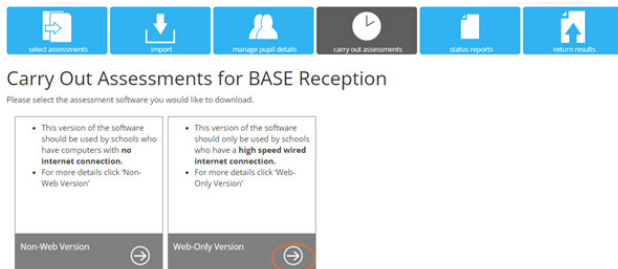 select assessments
import
manage pupil details
carry out assessments
status reports
return results
Carry Out Assessments for BASE Reception
Please select the assessment software you would like to download.
• This version of the software
should be used by schools who
have computers with no
internet connection.
• For more details click 'Non-
Web Version'
Non-Web Version
• This version of the software
should only be used by schools
who have a high speed wired
internet connection.
• For more details click 'Web-
Only Version'
Web-Only Version